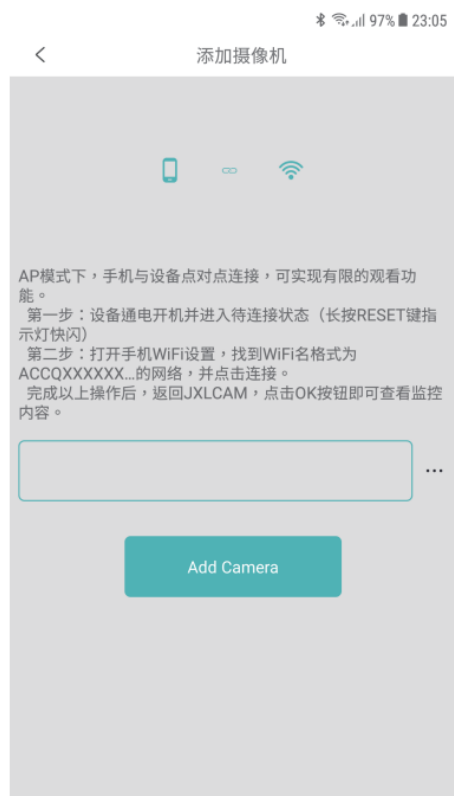 97% 23:05
添加摄像机
AP模式下，手机与设备点对点连接，可实现有限的观看功
能。
第一步：设备通电开机并进入待连接状态（长按RESET键指
示灯快闪）
第二步：打开手机WiFi设置，找到WiFi名格式为
ACCQXXXXXX...的网络，并点击连接。
完成以上操作后，返回JXLCAM，点击OK按钮即可查看监控
内容。
...
Add Camera